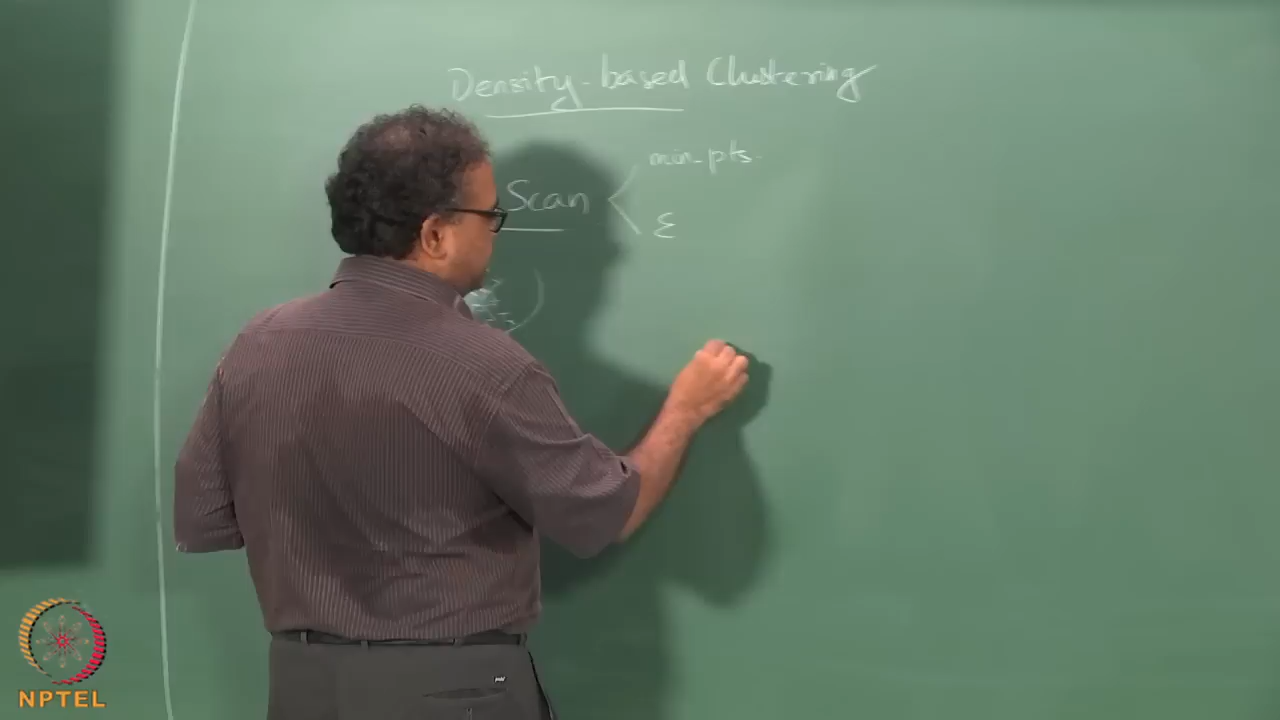 Density-based Clustering
min-pts.
Scan
ε
NPTEL